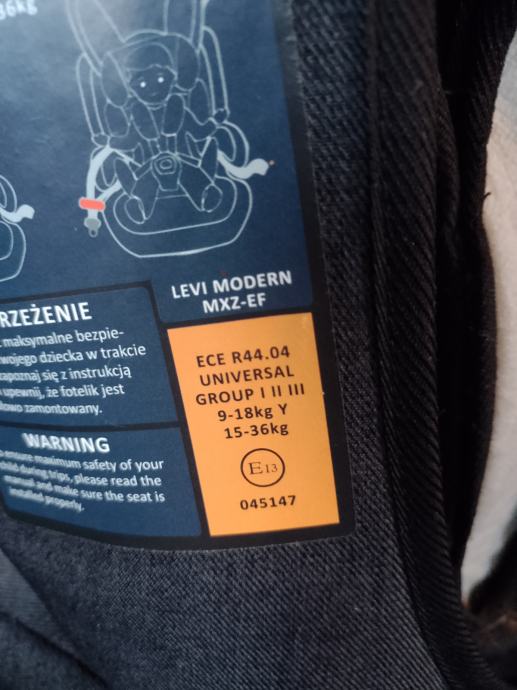 36kg
LEVI MODERN
MXZ-EF
RZEŻENIE
maksymalne bezpie-
wojego dziecka w trakcie
zapoznaj się z instrukcją
upewnij, że fotelik jest
zamontowany.
WARNING
ensure maximum safety of your
child during trips, please read the
manual and make sure the seat is
installed properly.
ECE R44.04
UNIVERSAL
GROUP I II III
9-18kg Y
15-36kg
E13
045147